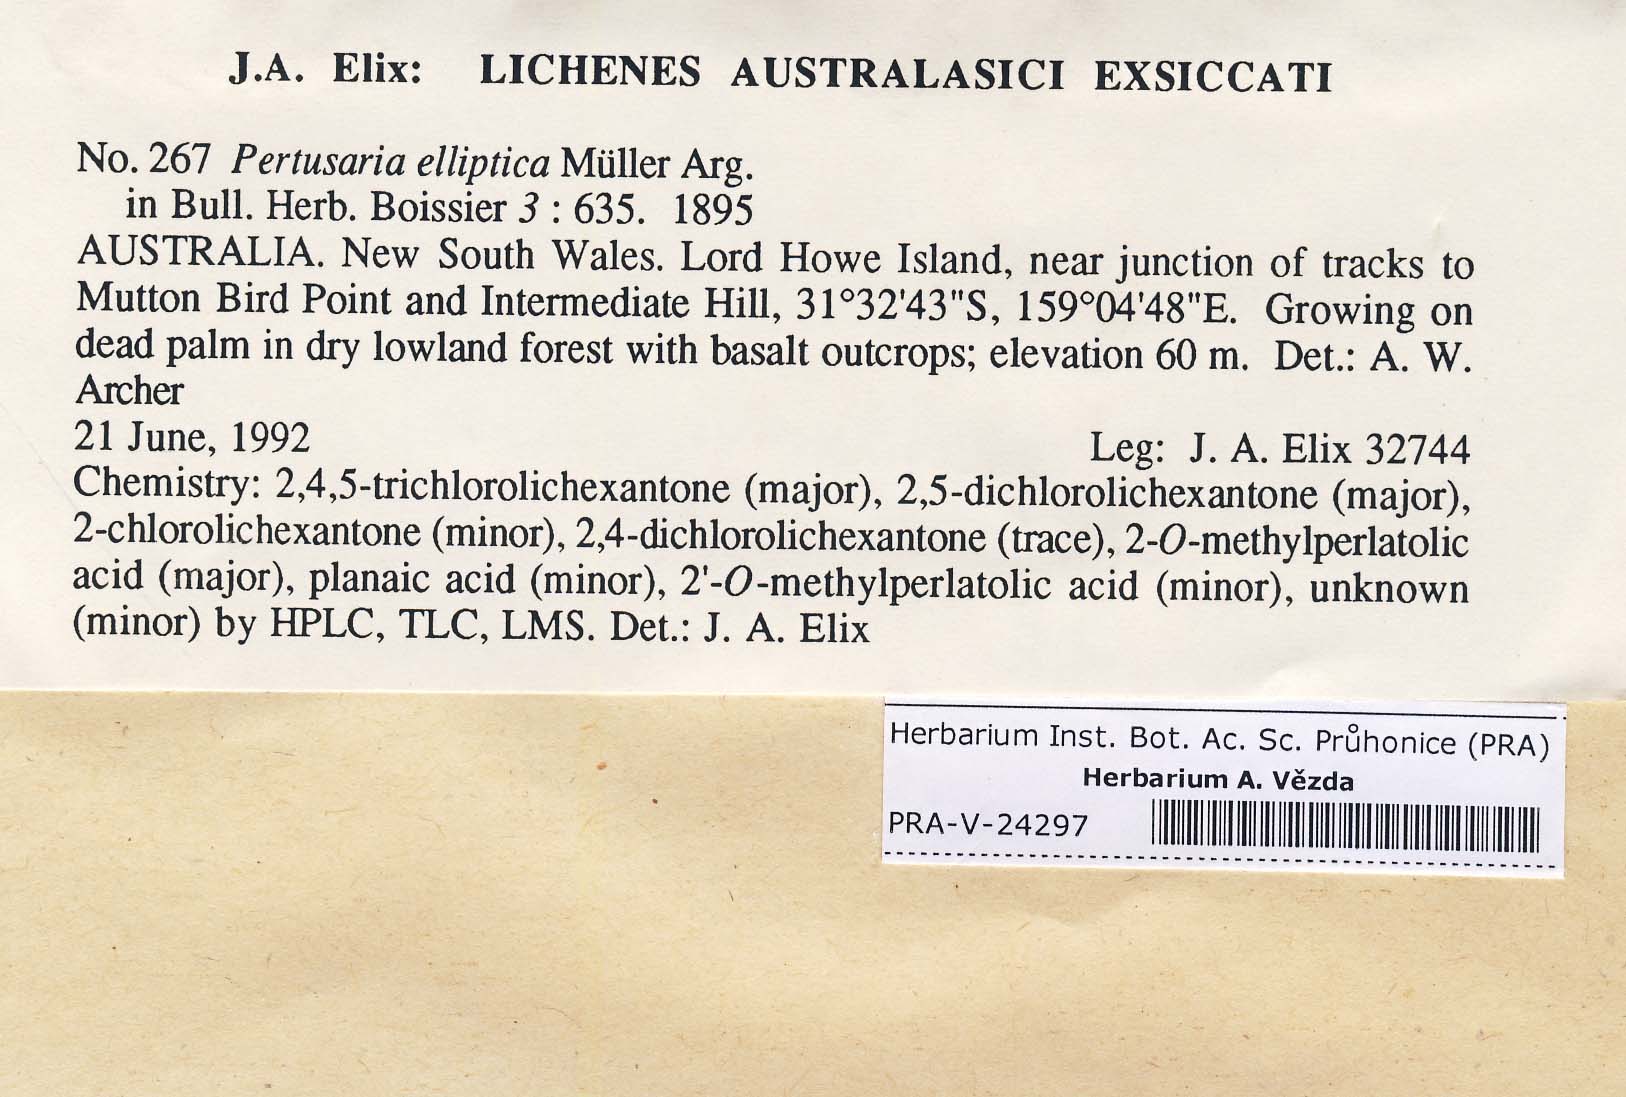 J.A. Elix: LICHENES AUSTRALASICI EXSICCATI
No. 267 Pertusaria elliptica Müller Arg.
in Bull. Herb. Boissier 3 : 635. 1895
AUSTRALIA. New South Wales. Lord Howe Island, near junction of tracks to
Mutton Bird Point and Intermediate Hill, 31°32'43"S, 159°04'48"E. Growing on
dead palm in dry lowland forest with basalt outcrops; elevation 60 m. Det.: A. W.
Archer
21 June, 1992 Leg: J. A. Elix 32744
Chemistry: 2,4,5-trichlorolichexantone (major), 2,5-dichlorolichexantone (major),
2-chlorolichexantone (minor), 2,4-dichlorolichexantone (trace), 2-O-methylperlatolic
acid (major), planaic acid (minor), 2'-O-methylperlatolic acid (minor), unknown
(minor) by HPLC, TLC, LMS. Det.: J. A. Elix
Herbarium Inst. Bot. Ac. Sc. Průhonice (PRA)
Herbarium A. Vězda
PRA-V-24297